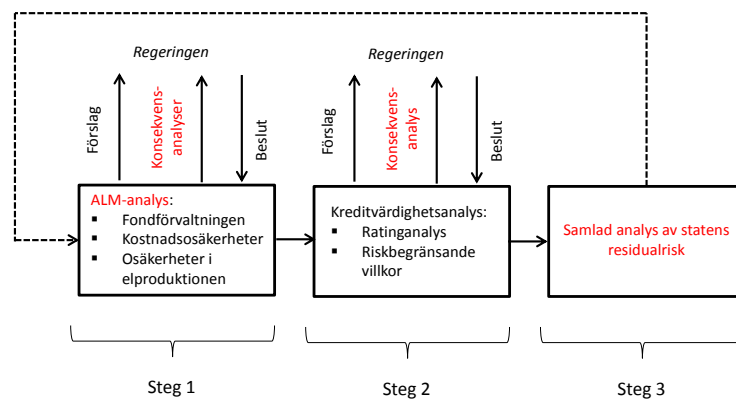 Regeringen
Regeringen
Förslag
Konsekvens-
analyser
Beslut
Förslag
Konsekvens-
analys
Beslut
ALM-analys:
▪ Fondförvaltningen
▪ Kostnadsosäkerheter
▪ Osäkerheter i
elproduktionen
Kreditvärdighetsanalys:
▪ Ratinganalys
▪ Riskbegränsande
villkor
Samlad analys av statens
residualrisk
Steg 1
Steg 2
Steg 3